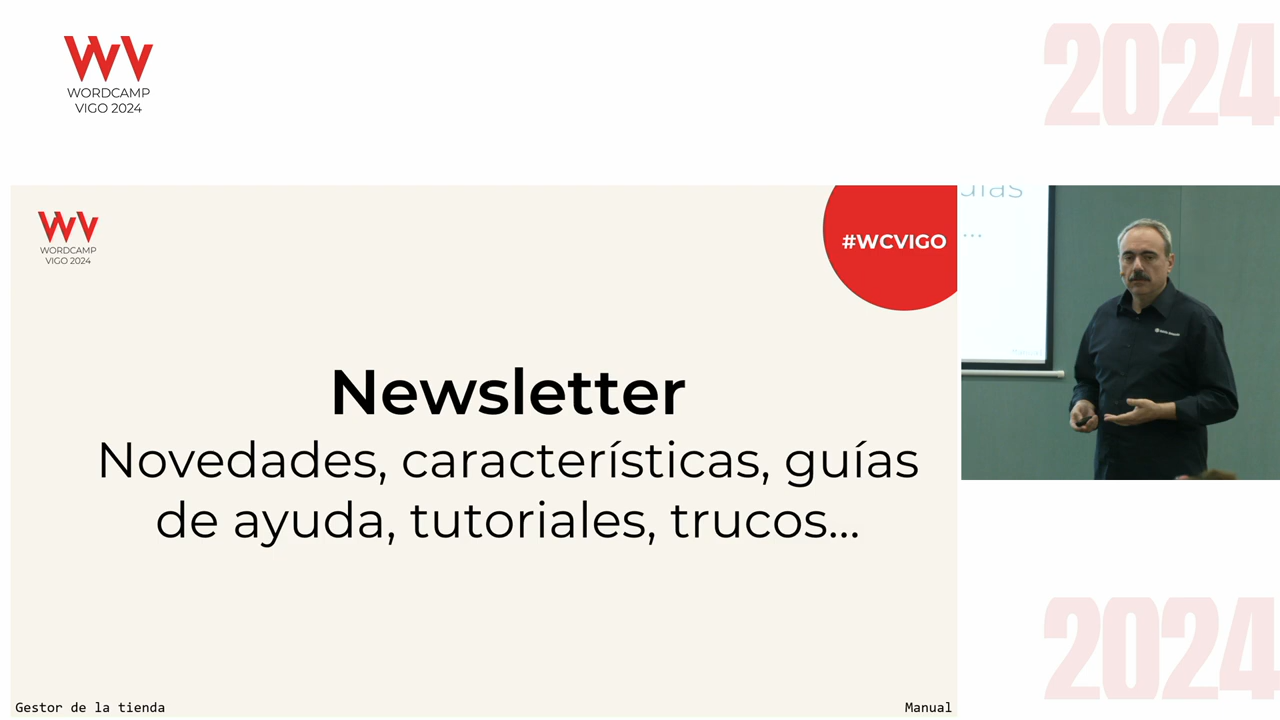 WORDCAMP
VIGO 2024
2024
WORDCAMP
VIGO 2024
#WCVIGO
Newsletter
Novedades, características, guías
de ayuda, tutoriales, trucos...
Gestor de la tienda
Manual
2024